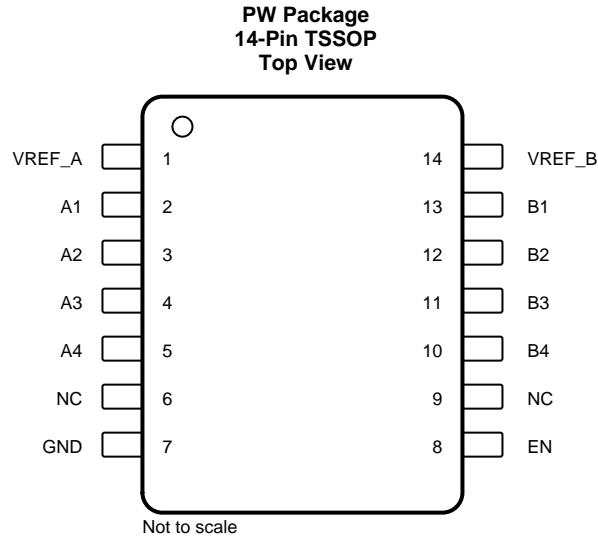 PW Package
14-Pin TSSOP
Top View
VREF_A 1 14 VREF_B
A1 2 13 B1
A2 3 12 B2
A3 4 11 B3
A4 5 10 B4
NC 6 9 NC
GND 7 8 EN
Not to scale